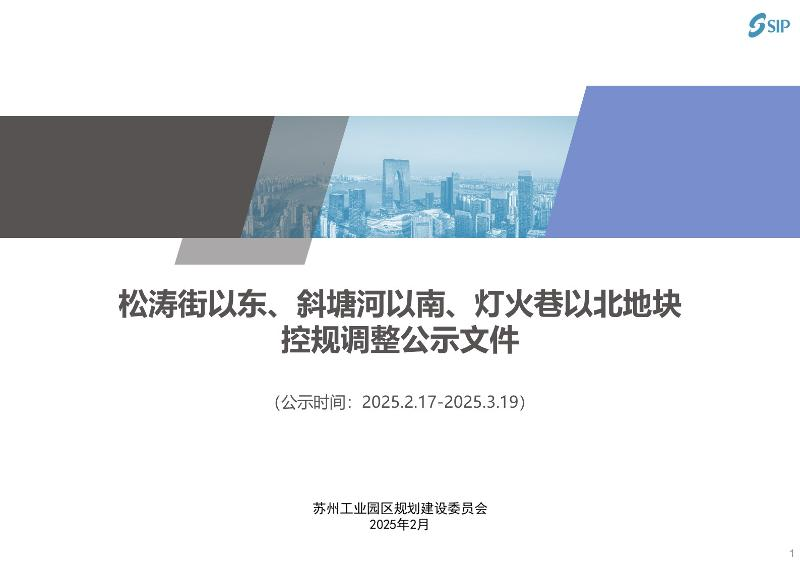 SIP
松涛街以东、斜塘河以南、灯火巷以北地块
控规调整公示文件
（公示时间：2025.2.17-2025.3.19）
苏州工业园区规划建设委员会
2025年2月
1